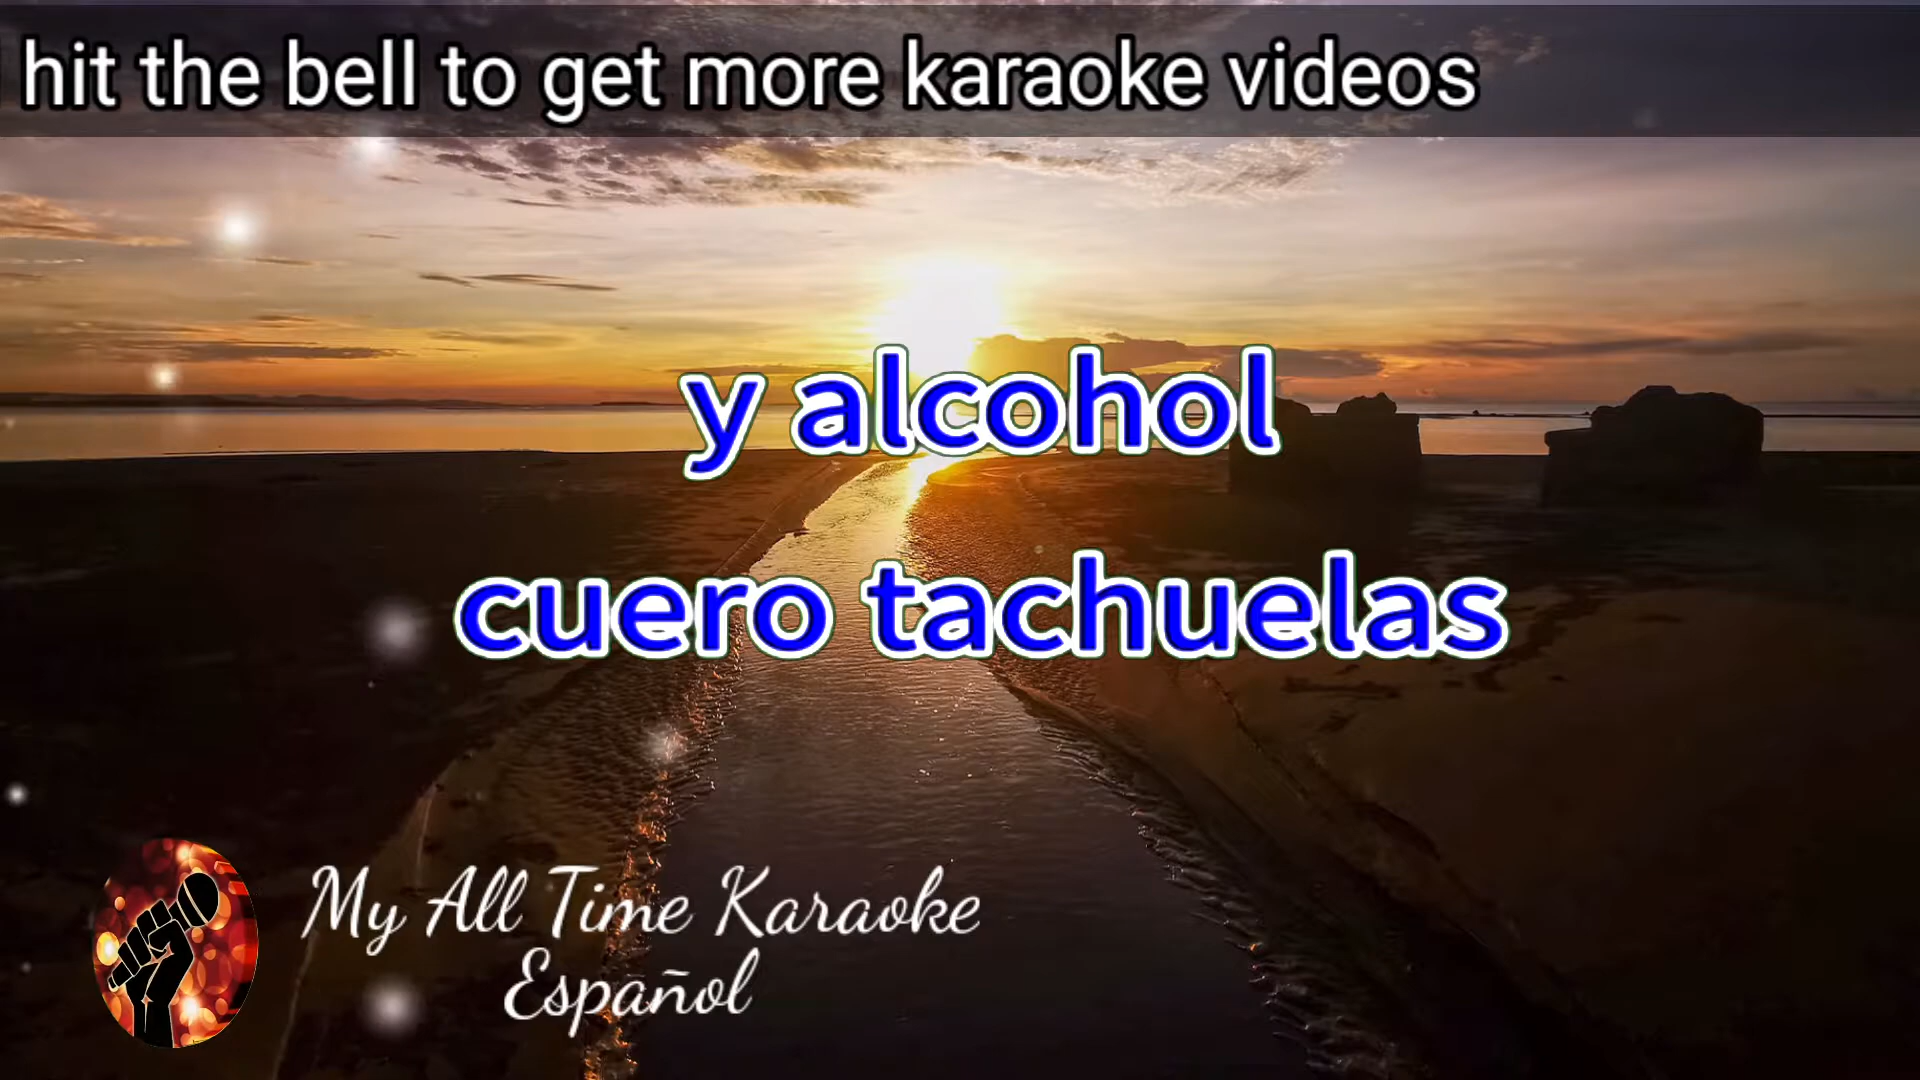 hit the bell to get more karaoke videos
y alcohol
cuero tachuelas
My All Time Karaoke
Español